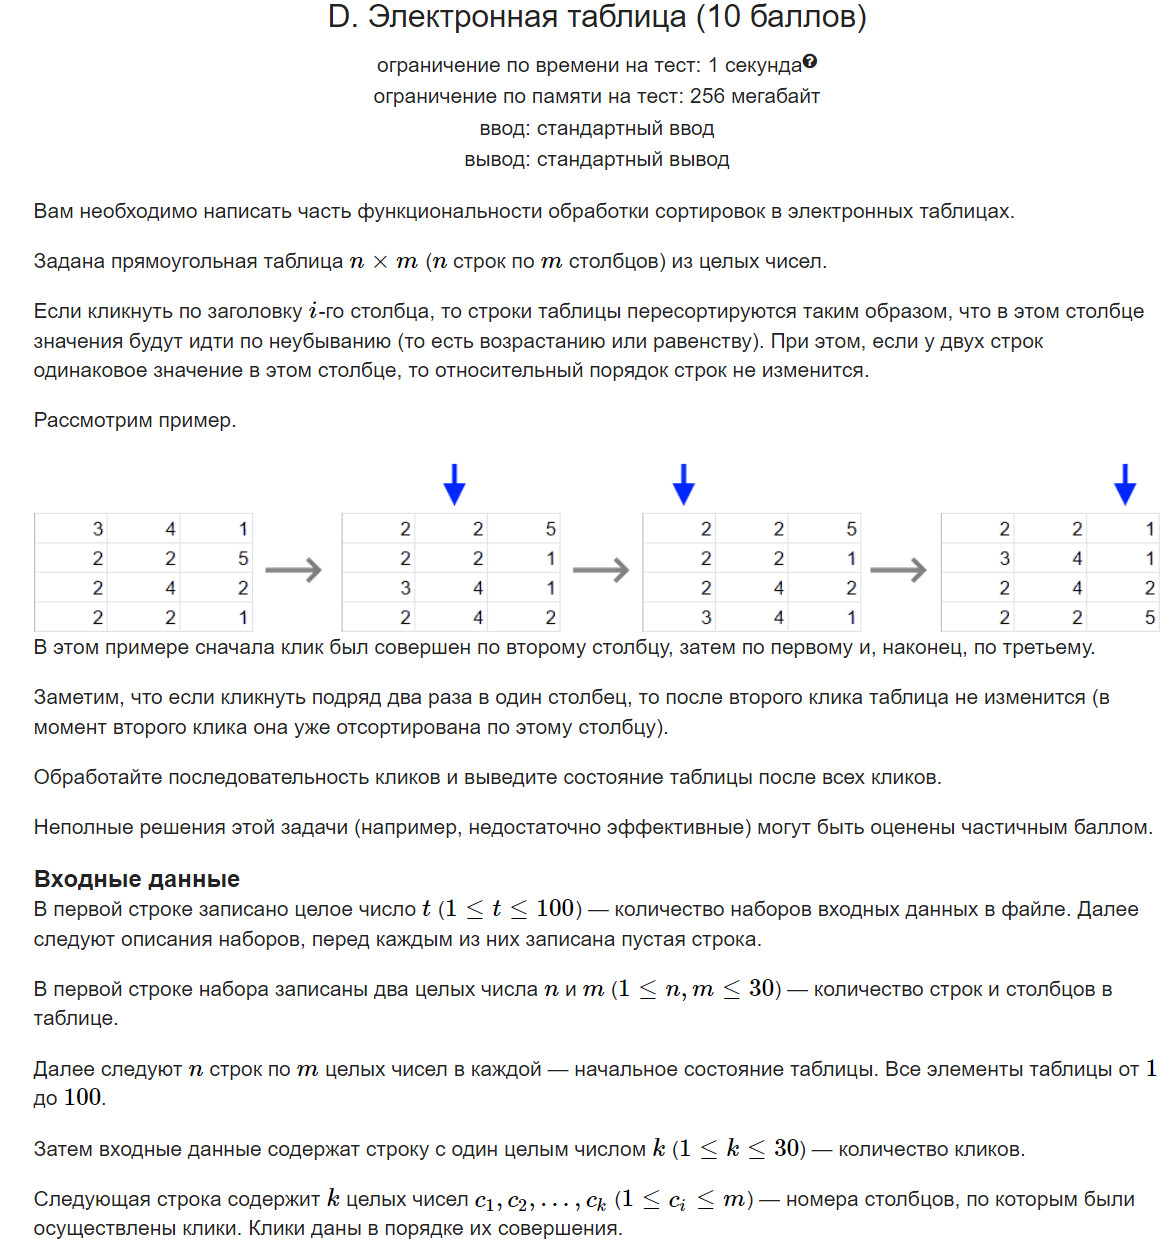 D. Электронная таблица (10 баллов)
ограничение по времени на тест: 1 секунда?
ограничение по памяти на тест: 256 мегабайт
ввод: стандартный ввод
вывод: стандартный вывод
Вам необходимо написать часть функциональности обработки сортировок в электронных таблицах.
Задана прямоугольная таблица n × m (n строк по m столбцов) из целых чисел.
Если кликнуть по заголовку i-го столбца, то строки таблицы пересортируются таким образом, что в этом столбце
значения будут идти по неубыванию (то есть возрастанию или равенству). При этом, если у двух строк
одинаковое значение в этом столбце, то относительный порядок строк не изменится.
Рассмотрим пример.
3 4 1 2 2 5 2 2 5 2 2 1
2 2 5 2 2 1 2 2 1 3 4 1
2 4 2 3 4 1 2 4 2 2 4 2
2 2 1 2 4 2 3 4 1 2 2 5
В этом примере сначала клик был совершен по второму столбцу, затем по первому и, наконец, по третьему.
Заметим, что если кликнуть подряд два раза в один столбец, то после второго клика таблица не изменится (в
момент второго клика она уже отсортирована по этому столбцу).
Обработайте последовательность кликов и выведите состояние таблицы после всех кликов.
Неполные решения этой задачи (например, недостаточно эффективные) могут быть оценены частичным баллом.
Входные данные
В первой строке записано целое число t (1 ≤ t ≤ 100) — количество наборов входных данных в файле. Далее
следуют описания наборов, перед каждым из них записана пустая строка.
В первой строке набора записаны два целых числа n и m (1 ≤ n, m ≤ 30) — количество строк и столбцов в
таблице.
Далее следуют n строк по m целых чисел в каждой — начальное состояние таблицы. Все элементы таблицы от 1
до 100.
Затем входные данные содержат строку с один целым числом k (1 ≤ k ≤ 30) — количество кликов.
Следующая строка содержит k целых чисел c₁, c₂, . . . , cₖ (1 ≤ cᵢ ≤ m) — номера столбцов, по которым были
осуществлены клики. Клики даны в порядке их совершения.